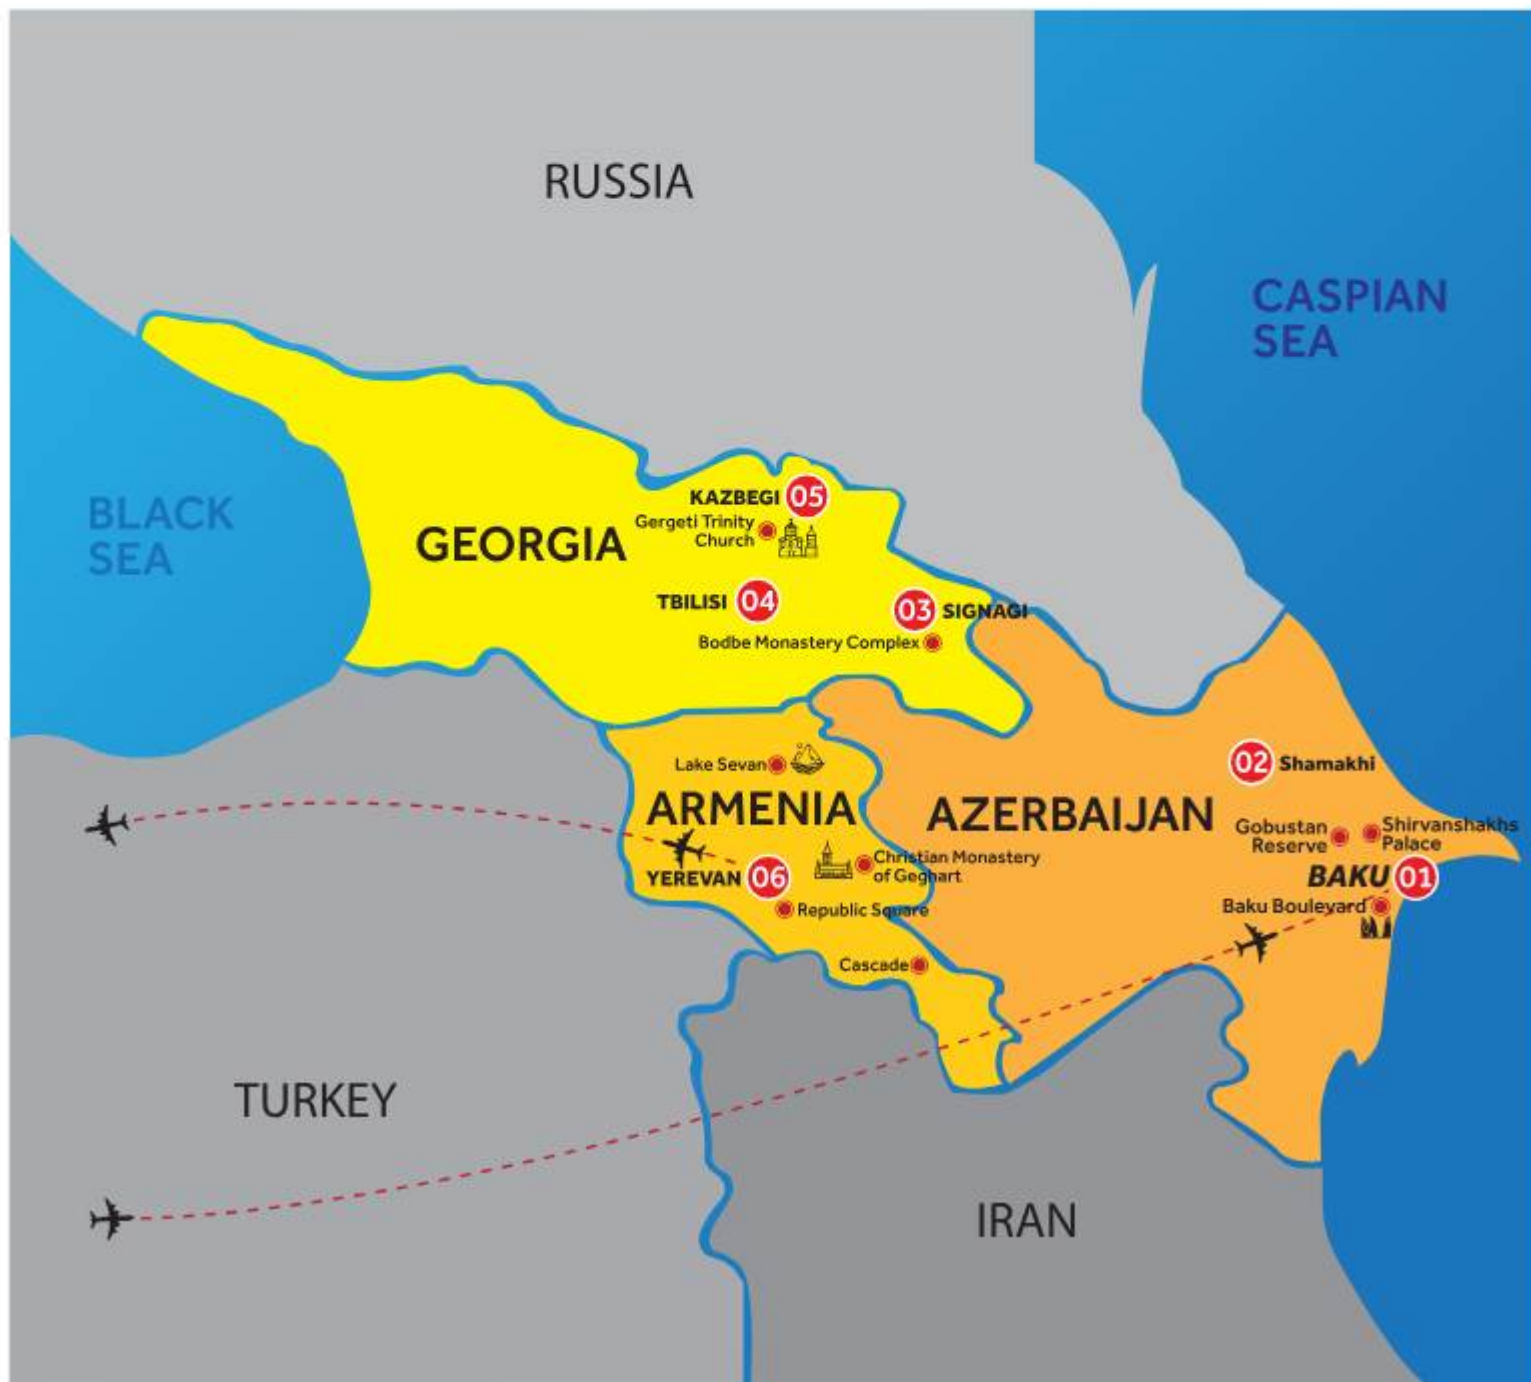 RUSSIA
CASPIAN
SEA
BLACK
SEA
GEORGIA
KAZBEGI 05
Gergeti Trinity
Church
TBILISI 04
03 SIGNAGI
Bodbe Monastery Complex
Lake Sevan
ARMENIA
AZERBAIJAN
02 Shamakhi
Gobustan
Reserve
Shirvanshakhs
Palace
Christian Monastery
of Geghart
YEREVAN 06
BAKU 01
Republic Square
Baku Boulevard
Cascade
TURKEY
IRAN